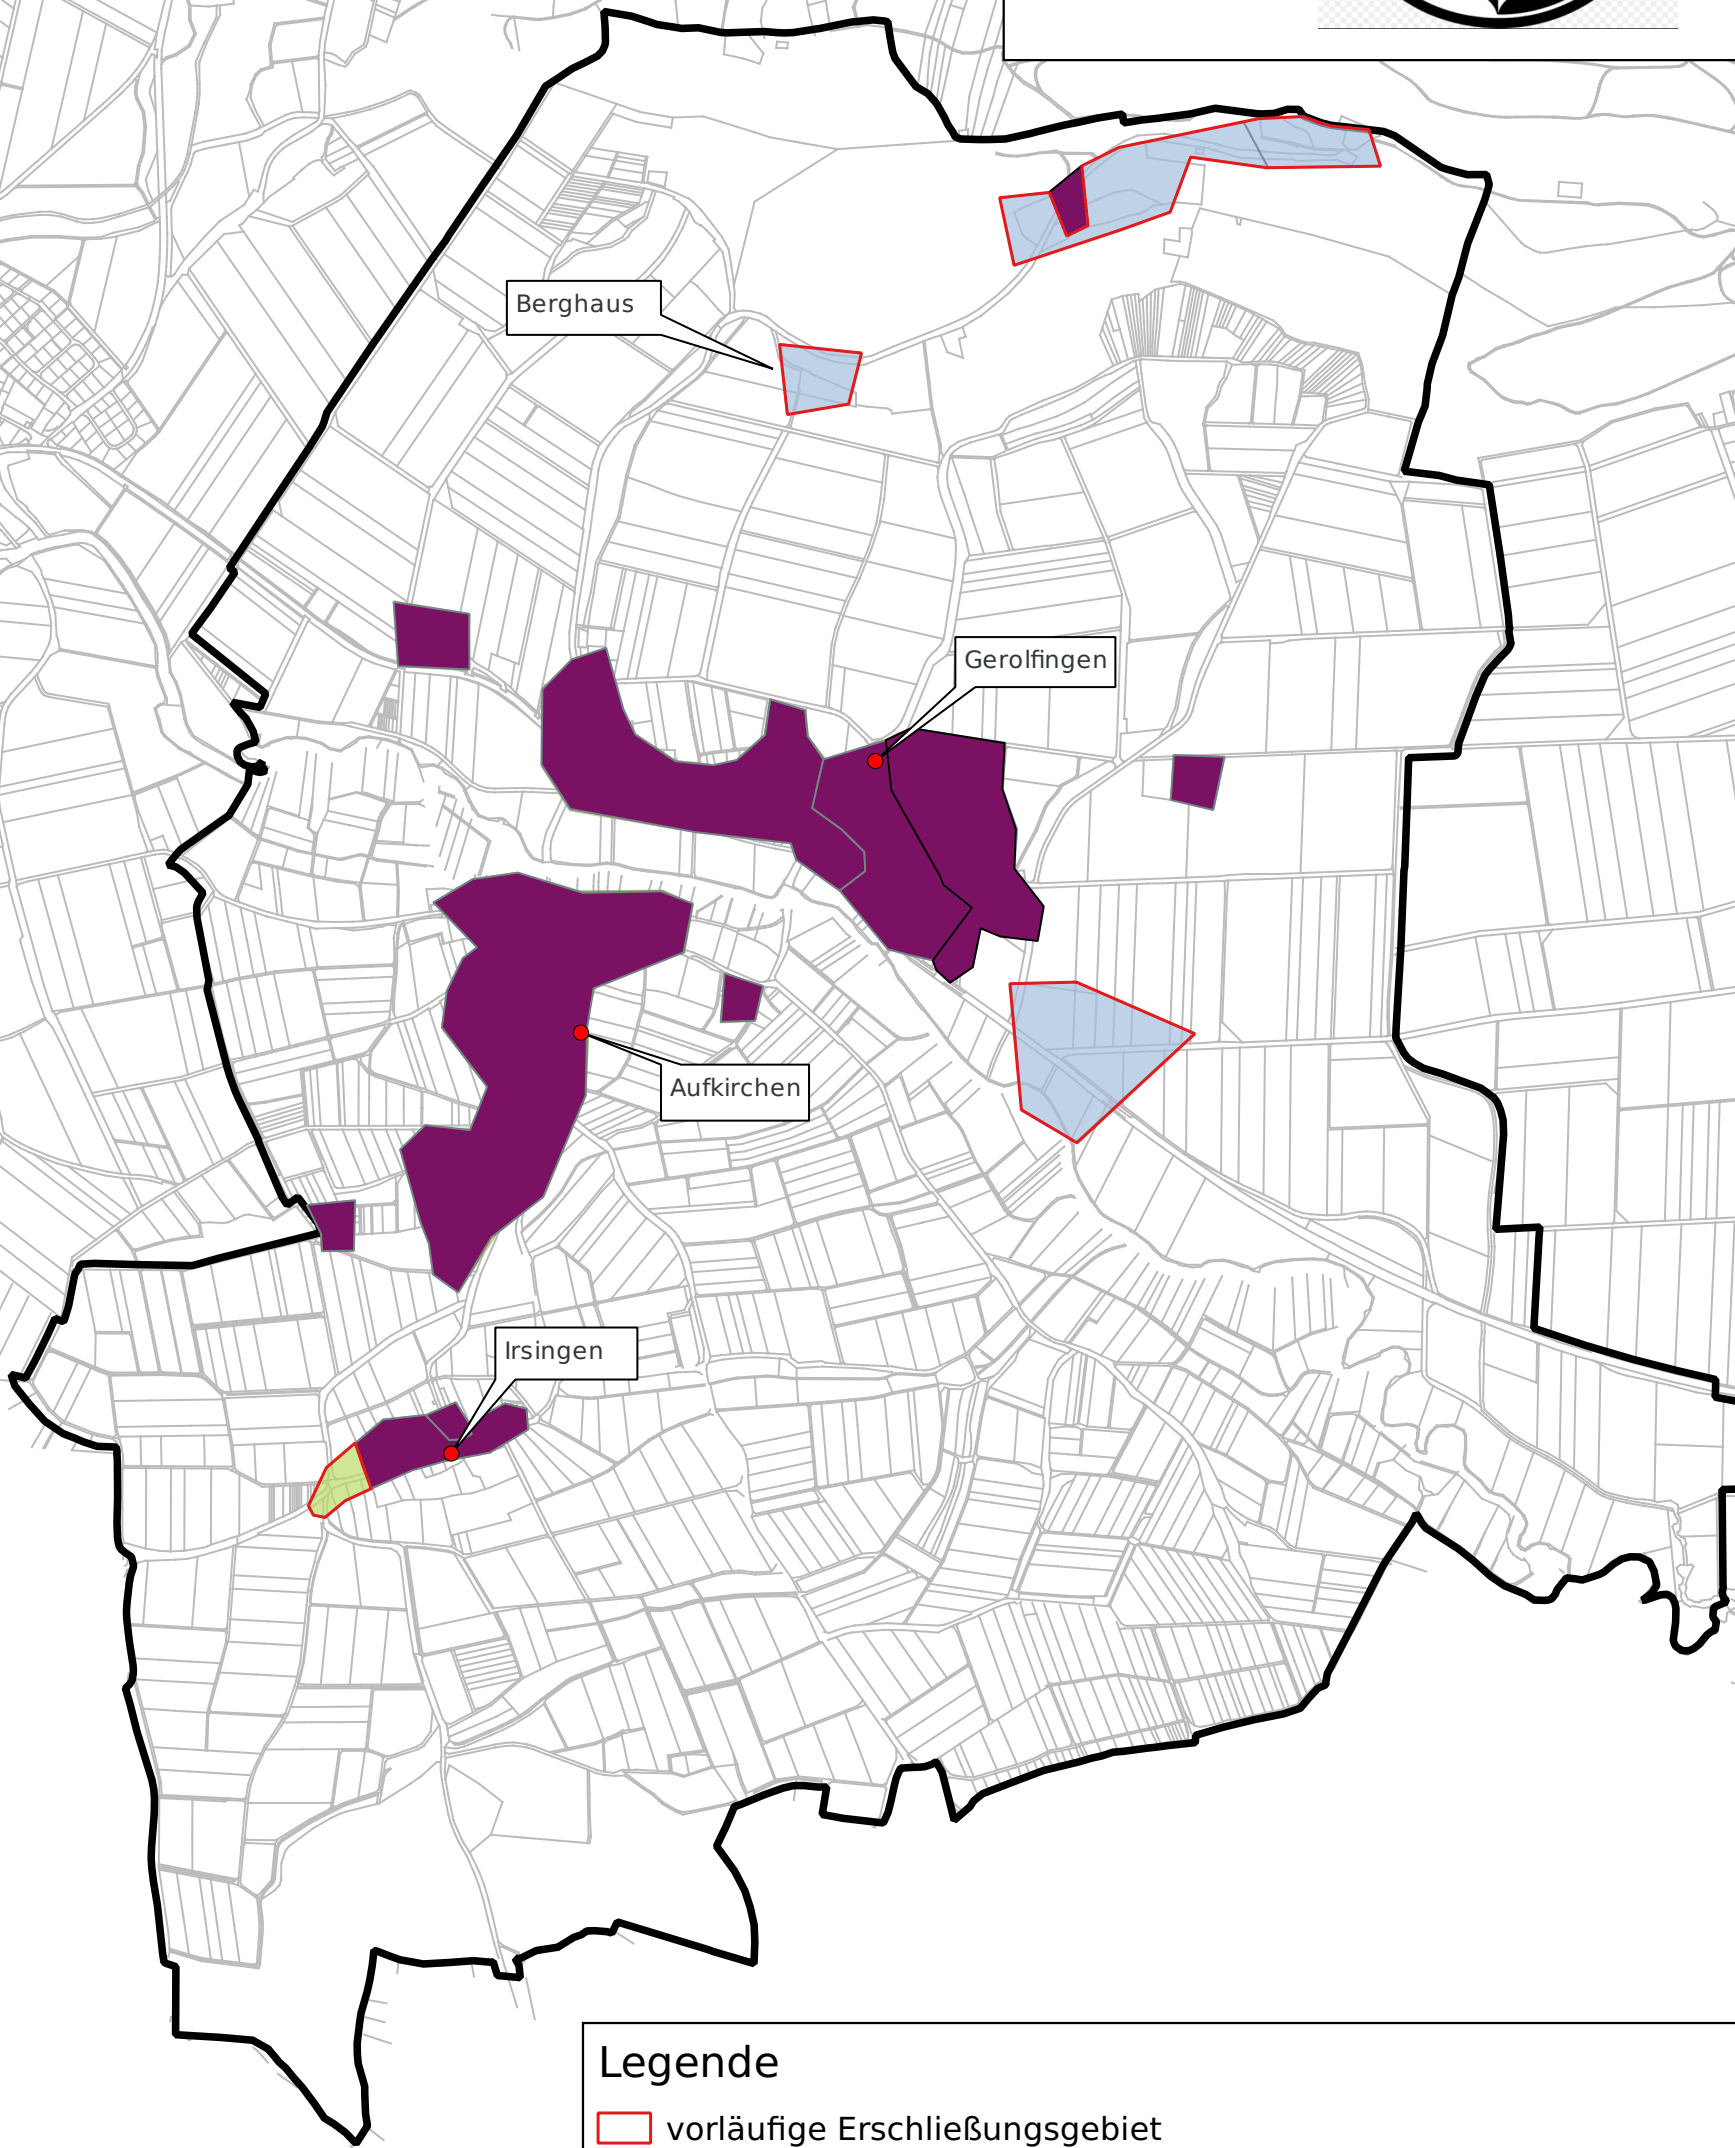 Berghaus
Gerolfingen
Aufkirchen
Irsingen
Legende
vorläufige Erschließungsgebiet